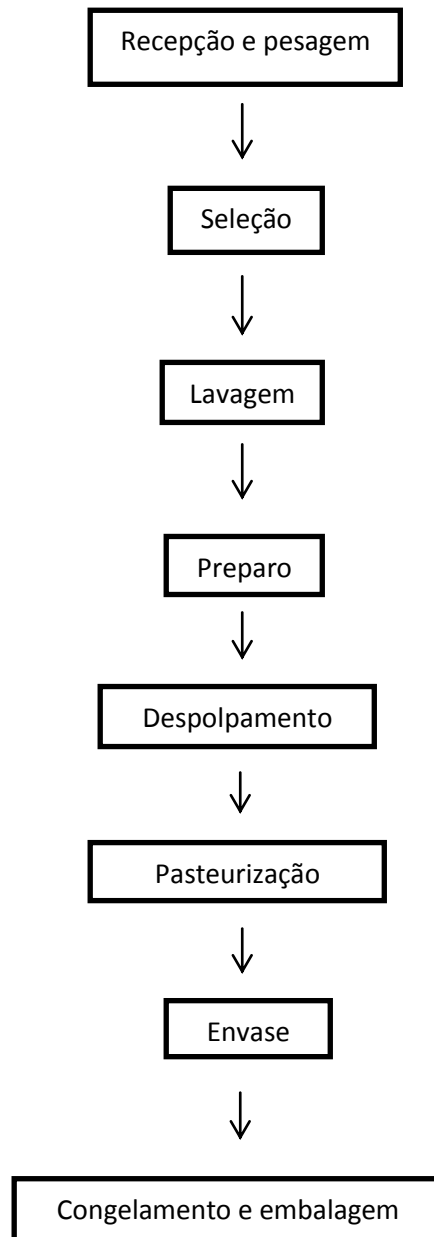 Recepção e pesagem
Seleção
Lavagem
Preparo
Despolpamento
Pasteurização
Envase
Congelamento e embalagem